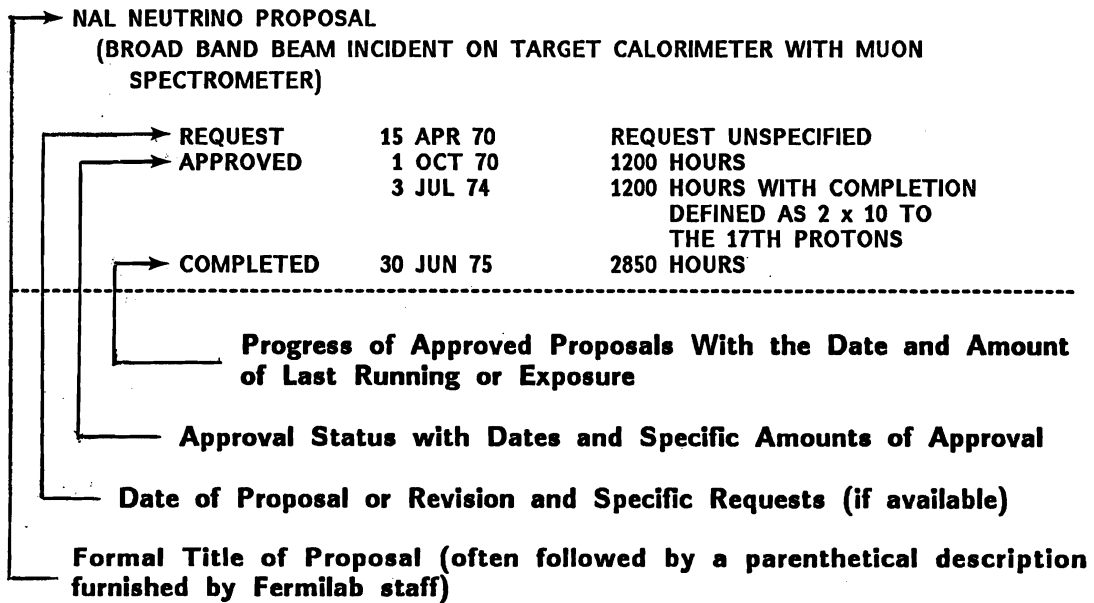 NAL NEUTRINO PROPOSAL
(BROAD BAND BEAM INCIDENT ON TARGET CALORIMETER WITH MUON
SPECTROMETER)
REQUEST 15 APR 70 REQUEST UNSPECIFIED
APPROVED 1 OCT 70 1200 HOURS
3 JUL 74 1200 HOURS WITH COMPLETION
DEFINED AS 2 x 10 TO
THE 17TH PROTONS
COMPLETED 30 JUN 75 2850 HOURS
Progress of Approved Proposals With the Date and Amount
of Last Running or Exposure
Approval Status with Dates and Specific Amounts of Approval
Date of Proposal or Revision and Specific Requests (if available)
Formal Title of Proposal (often followed by a parenthetical description
furnished by Fermilab staff)